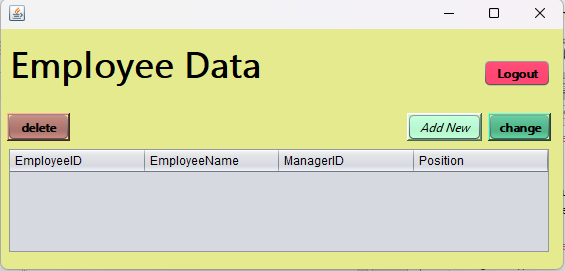 Employee Data
Logout
delete
Add New
change
EmployeeID EmployeeName ManagerID Position